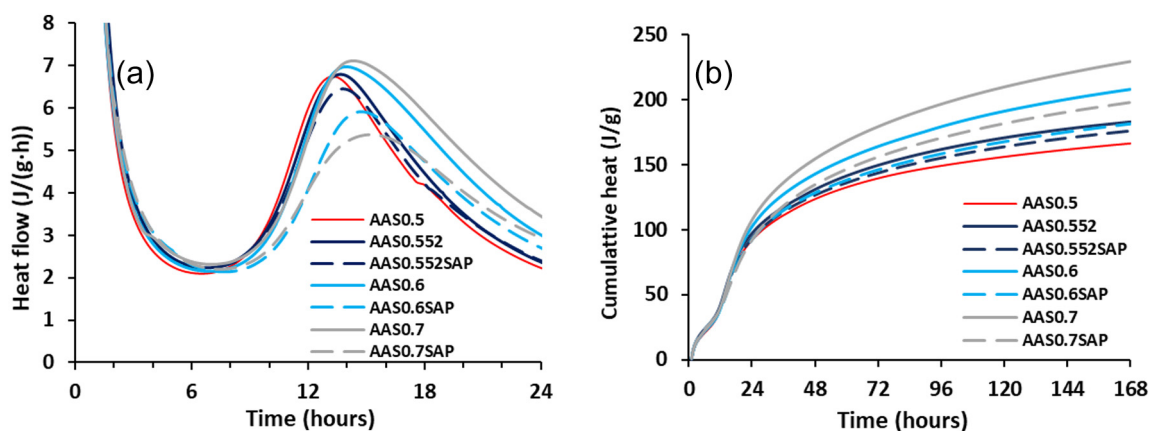 (a)
Heat flow (J/(g·h))
8
7
6
5
4
3
2
1
0
0 6 12 18 24
Time (hours)
AAS0.5
AAS0.552
AAS0.552SAP
AAS0.6
AAS0.6SAP
AAS0.7
AAS0.7SAP
(b)
Cumulattive heat (J/g)
250
200
150
100
50
0
0 24 48 72 96 120 144 168
Time (hours)
AAS0.5
AAS0.552
AAS0.552SAP
AAS0.6
AAS0.6SAP
AAS0.7
AAS0.7SAP